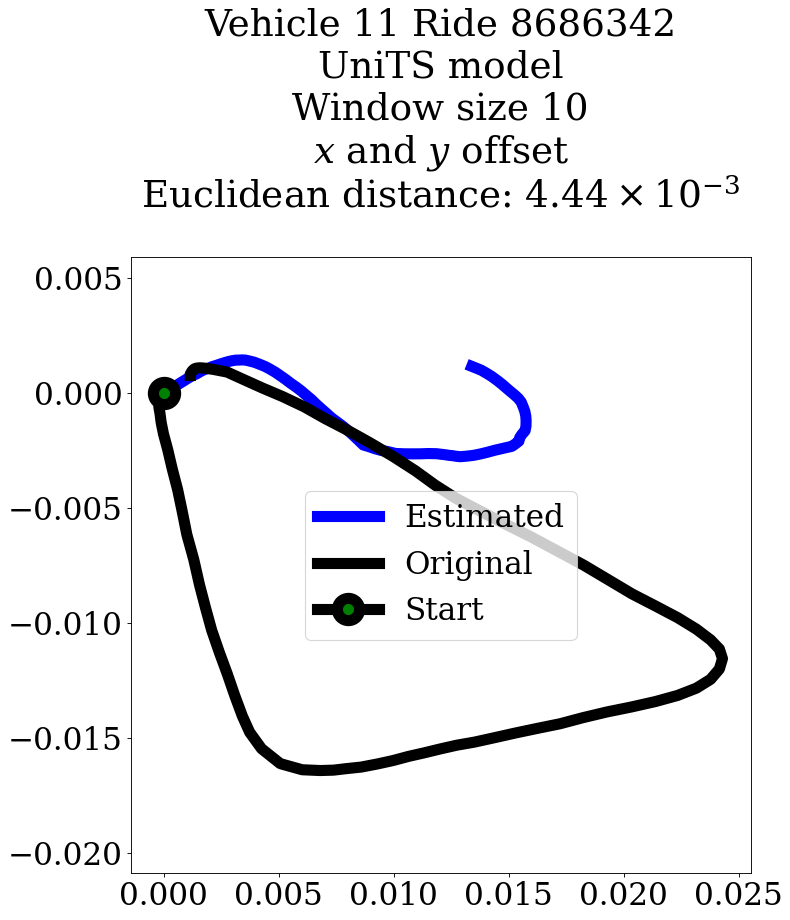 Vehicle 11 Ride 8686342
UniTS model
Window size 10
x and y offset
Euclidean distance: 4.44 × 10⁻³
0.005
0.000
−0.005
−0.010
−0.015
−0.020
Estimated
Original
Start
0.000 0.005 0.010 0.015 0.020 0.025